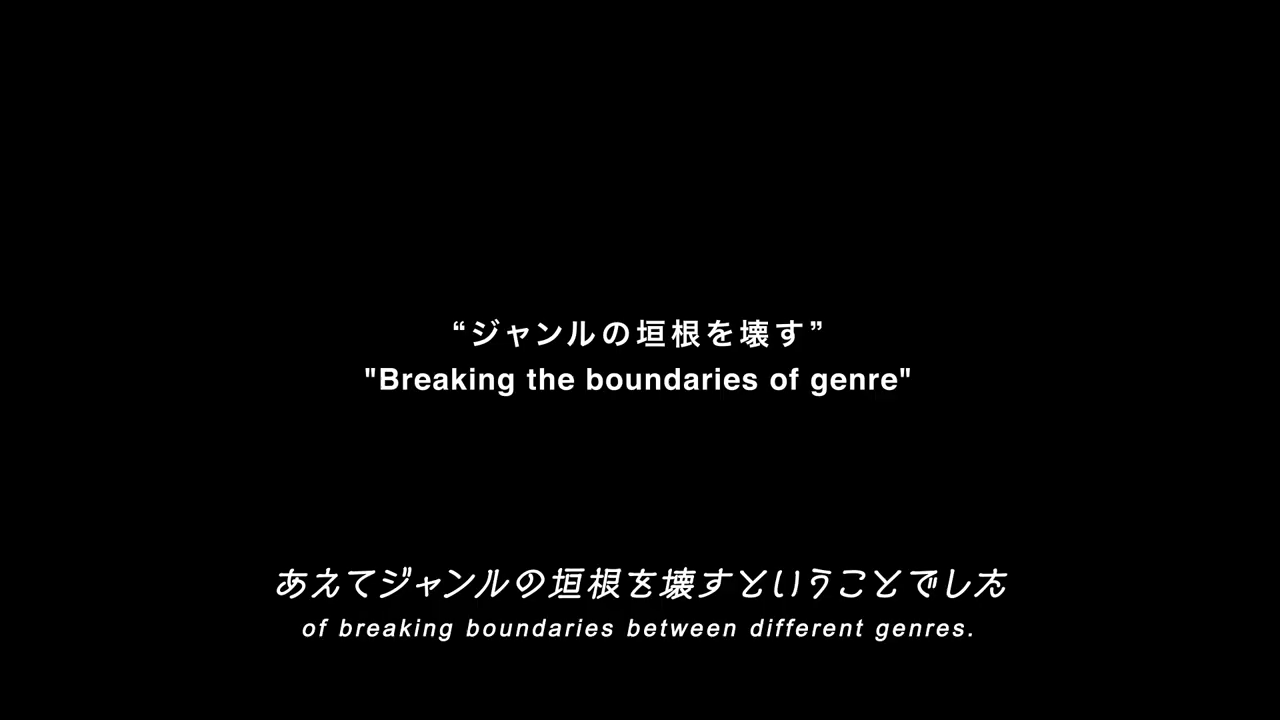 “ジャンルの垣根を壊す”
"Breaking the boundaries of genre"
あえてジャンルの垣根を壊すということでした
of breaking boundaries between different genres.